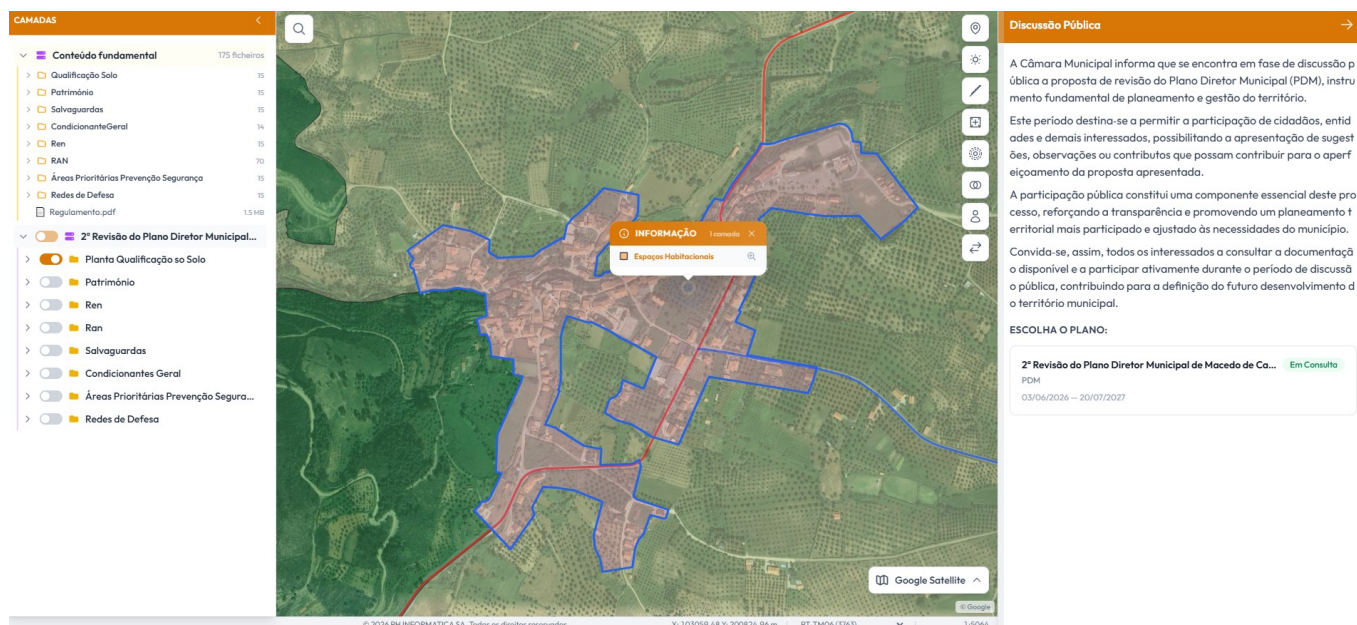 CAMADAS
Conteúdo fundamental 175 ficheiros
Qualificação Solo 15
Património 15
Salvaguardas 15
CondicionanteGeral 14
Ren 15
RAN 70
Áreas Prioritárias Prevenção Segurança 15
Redes de Defesa 15
Regulamento.pdf 1.5 MB
2ª Revisão do Plano Diretor Municipal...
Planta Qualificação so Solo
Património
Ren
Ran
Salvaguardas
Condicionantes Geral
Áreas Prioritárias Prevenção Segura...
Redes de Defesa
INFORMAÇÃO 1 camada
Espaços Habitacionais
Google Satellite
© Google
© 2026 PH INFORMATICA SA. Todos os direitos reservados.
X: 103059.48 Y: 200824.96 m
PT-TM06 (3763)
1:5064
Discussão Pública
A Câmara Municipal informa que se encontra em fase de discussão p
ública a proposta de revisão do Plano Diretor Municipal (PDM), instru
mento fundamental de planeamento e gestão do território.
Este período destina-se a permitir a participação de cidadãos, entid
ades e demais interessados, possibilitando a apresentação de sugest
ões, observações ou contributos que possam contribuir para o aperf
eiçoamento da proposta apresentada.
A participação pública constitui uma componente essencial deste pro
cesso, reforçando a transparência e promovendo um planeamento t
erritorial mais participado e ajustado às necessidades do município.
Convida-se, assim, todos os interessados a consultar a documentaçã
o disponível e a participar ativamente durante o período de discussã
o pública, contribuindo para a definição do futuro desenvolvimento d
o território municipal.
ESCOLHA O PLANO:
2ª Revisão do Plano Diretor Municipal de Macedo de Ca... Em Consulta
PDM
03/06/2026 — 20/07/2027